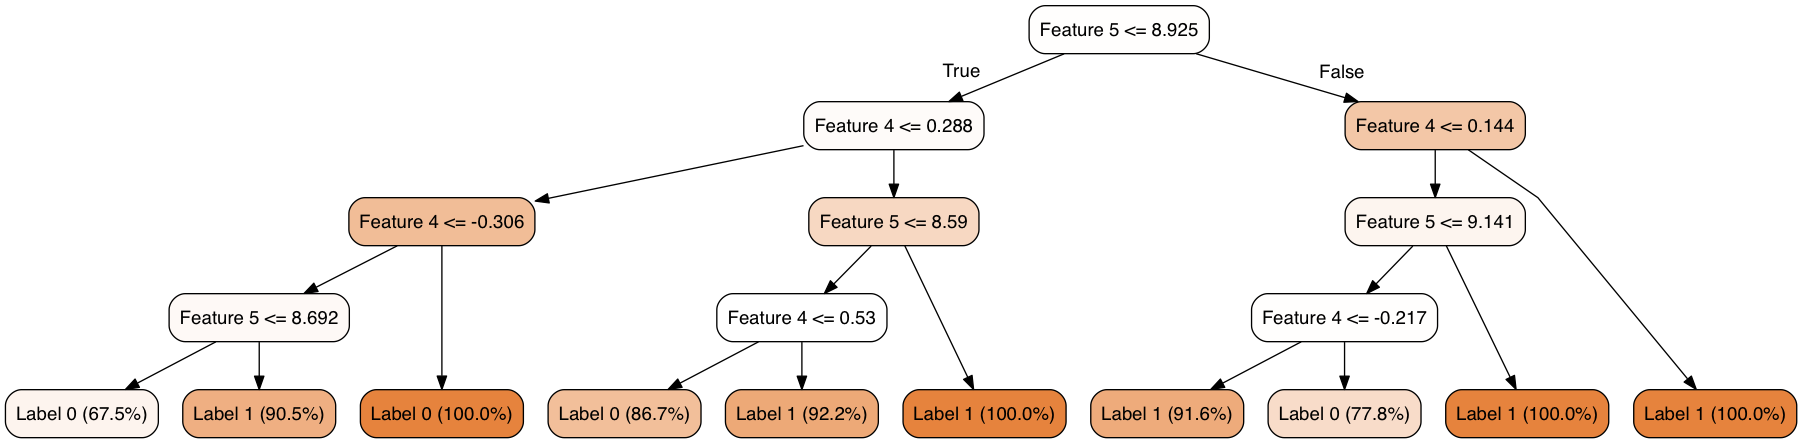 Feature 5 <= 8.925
True
False
Feature 4 <= 0.288
Feature 4 <= 0.144
Feature 4 <= -0.306
Feature 5 <= 8.59
Feature 5 <= 9.141
Feature 5 <= 8.692
Feature 4 <= 0.53
Feature 4 <= -0.217
Label 0 (67.5%)
Label 1 (90.5%)
Label 0 (100.0%)
Label 0 (86.7%)
Label 1 (92.2%)
Label 1 (100.0%)
Label 1 (91.6%)
Label 0 (77.8%)
Label 1 (100.0%)
Label 1 (100.0%)